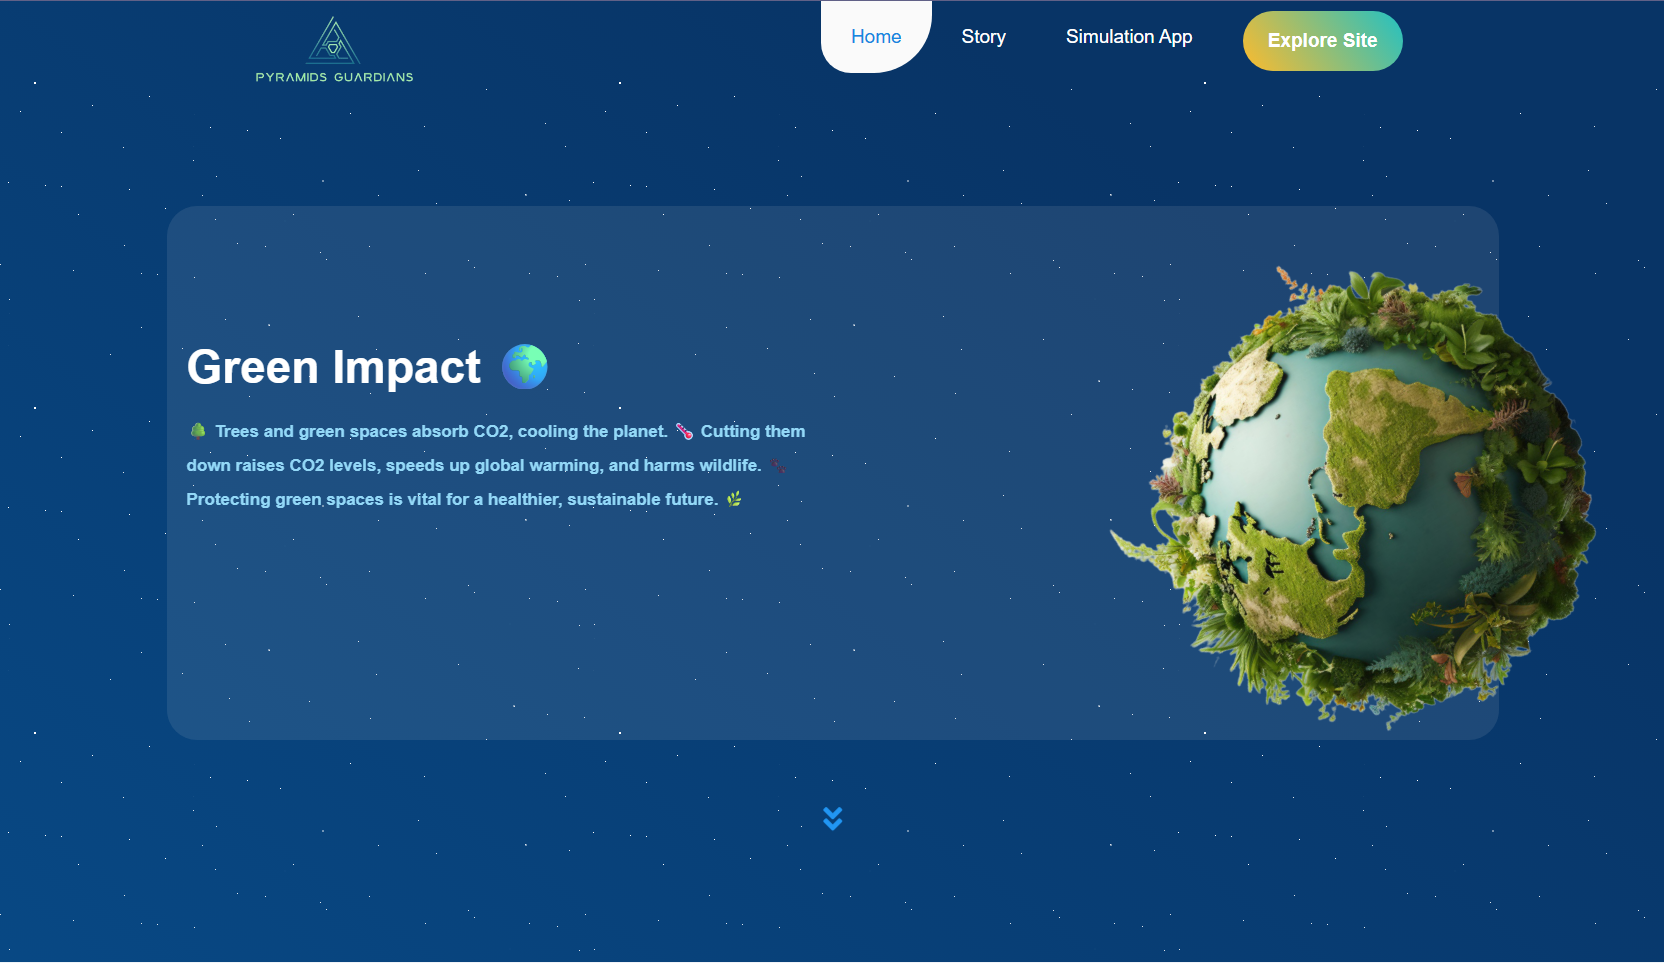 PYRAMIDS GUARDIANS
Home
Story
Simulation App
Explore Site
Green Impact 🌍
🌳 Trees and green spaces absorb CO2, cooling the planet. 🌡️ Cutting them
down raises CO2 levels, speeds up global warming, and harms wildlife. 🐾
Protecting green spaces is vital for a healthier, sustainable future. 🌿